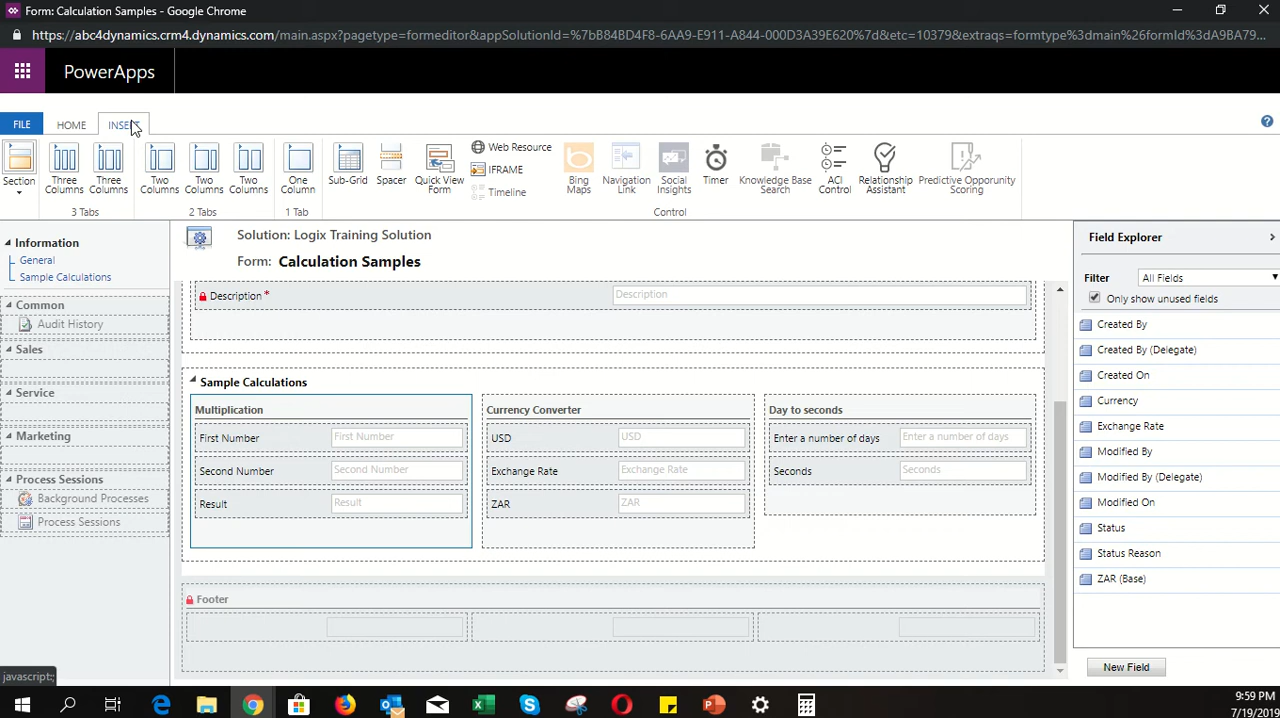 Form: Calculation Samples - Google Chrome
https://abc4dynamics.crm4.dynamics.com/main.aspx?pagetype=formeditor&appSolutionId=%7bB84BD4F8-6AA9-E911-A844-000D3A39E620%7d&etc=10379&extraqs=formtype%3dmain%26formId%3dA9BA79...
PowerApps
FILE HOME INSERT
Section
Three Columns
Three Columns
Two Columns
Two Columns
Two Columns
One Column
Sub-Grid
Spacer
Quick View Form
Web Resource
IFRAME
Timeline
Bing Maps
Navigation Link
Social Insights
Timer
Knowledge Base Search
ACI Control
Relationship Assistant
Predictive Opportunity Scoring
3 Tabs 2 Tabs 1 Tab Control
Information
General
Sample Calculations
Common
Audit History
Sales
Service
Marketing
Process Sessions
Background Processes
Process Sessions
Solution: Logix Training Solution
Form: Calculation Samples
Description * Description
Sample Calculations
Multiplication
First Number First Number
Second Number Second Number
Result Result
Currency Converter
USD USD
Exchange Rate Exchange Rate
ZAR ZAR
Day to seconds
Enter a number of days Enter a number of days
Seconds Seconds
Footer
Field Explorer
Filter All Fields
Only show unused fields
Created By
Created By (Delegate)
Created On
Currency
Exchange Rate
Modified By
Modified By (Delegate)
Modified On
Status
Status Reason
ZAR (Base)
New Field
javascript:;
9:59 PM
7/19/2019